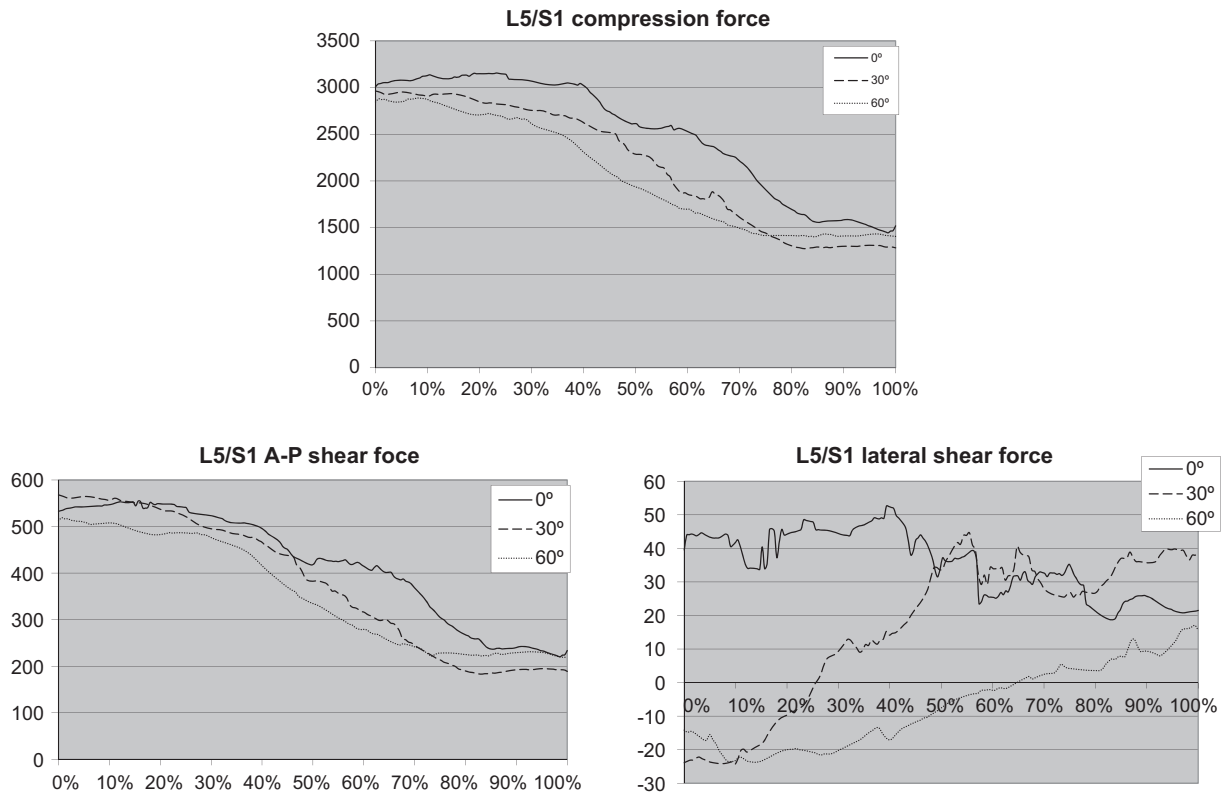 L5/S1 compression force
3500
3000
2500
2000
1500
1000
500
0
0% 10% 20% 30% 40% 50% 60% 70% 80% 90% 100%
0º
30º
60º
L5/S1 A-P shear foce
600
500
400
300
200
100
0
0% 10% 20% 30% 40% 50% 60% 70% 80% 90% 100%
0º
30º
60º
L5/S1 lateral shear force
60
50
40
30
20
10
0
-10
-20
-30
0% 10% 20% 30% 40% 50% 60% 70% 80% 90% 100%
0º
30º
60º